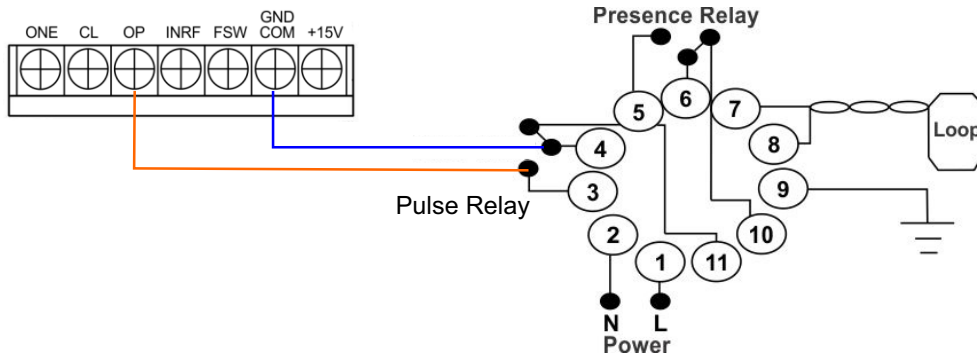 Presence Relay
ONE CL OP INRF FSW GND COM +15V
5 6 7
4 8
Loop
3 9
Pulse Relay
2 10
1 11
N L
Power